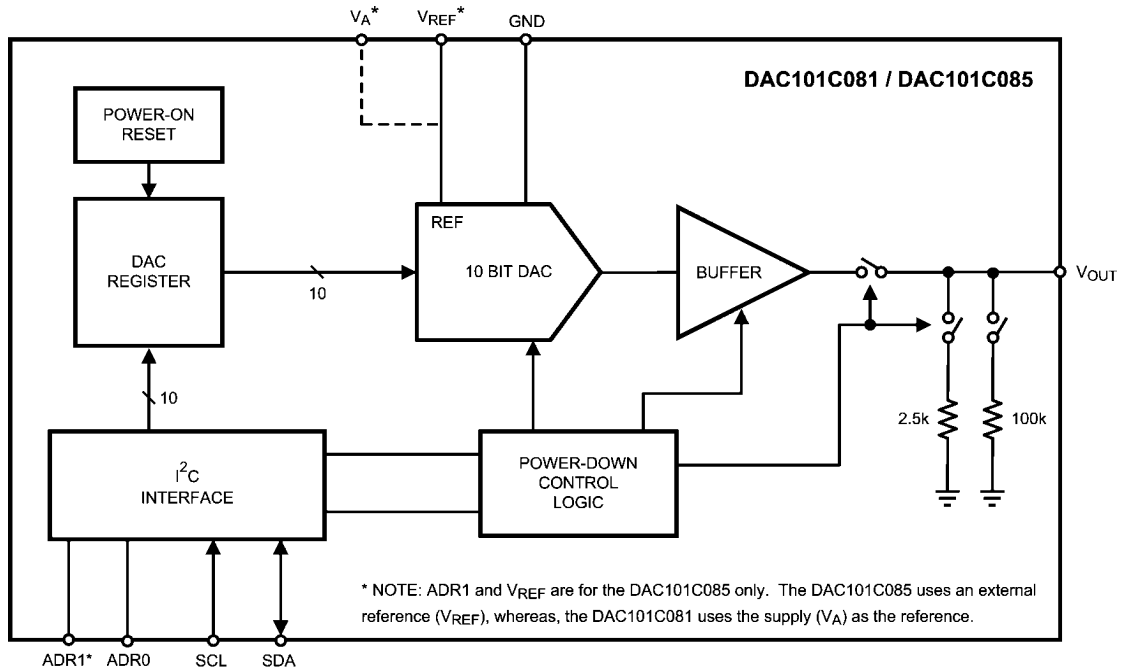 VA* VREF* GND
DAC101C081 / DAC101C085
POWER-ON
RESET
REF
DAC
REGISTER
10
10 BIT DAC
BUFFER
VOUT
10
2.5k
100k
I2C
INTERFACE
POWER-DOWN
CONTROL
LOGIC
* NOTE: ADR1 and VREF are for the DAC101C085 only. The DAC101C085 uses an external
reference (VREF), whereas, the DAC101C081 uses the supply (VA) as the reference.
ADR1* ADR0 SCL SDA